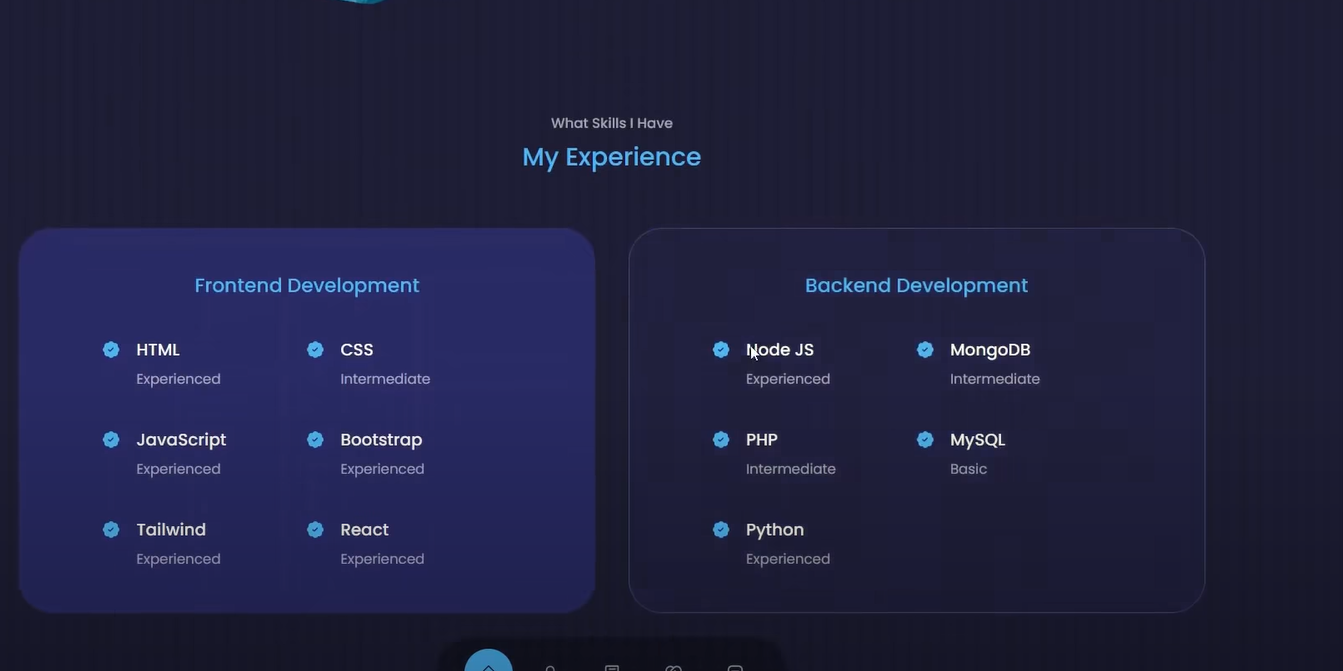 What Skills I Have
My Experience
Frontend Development
HTML
Experienced
CSS
Intermediate
JavaScript
Experienced
Bootstrap
Experienced
Tailwind
Experienced
React
Experienced
Backend Development
Node JS
Experienced
MongoDB
Intermediate
PHP
Intermediate
MySQL
Basic
Python
Experienced